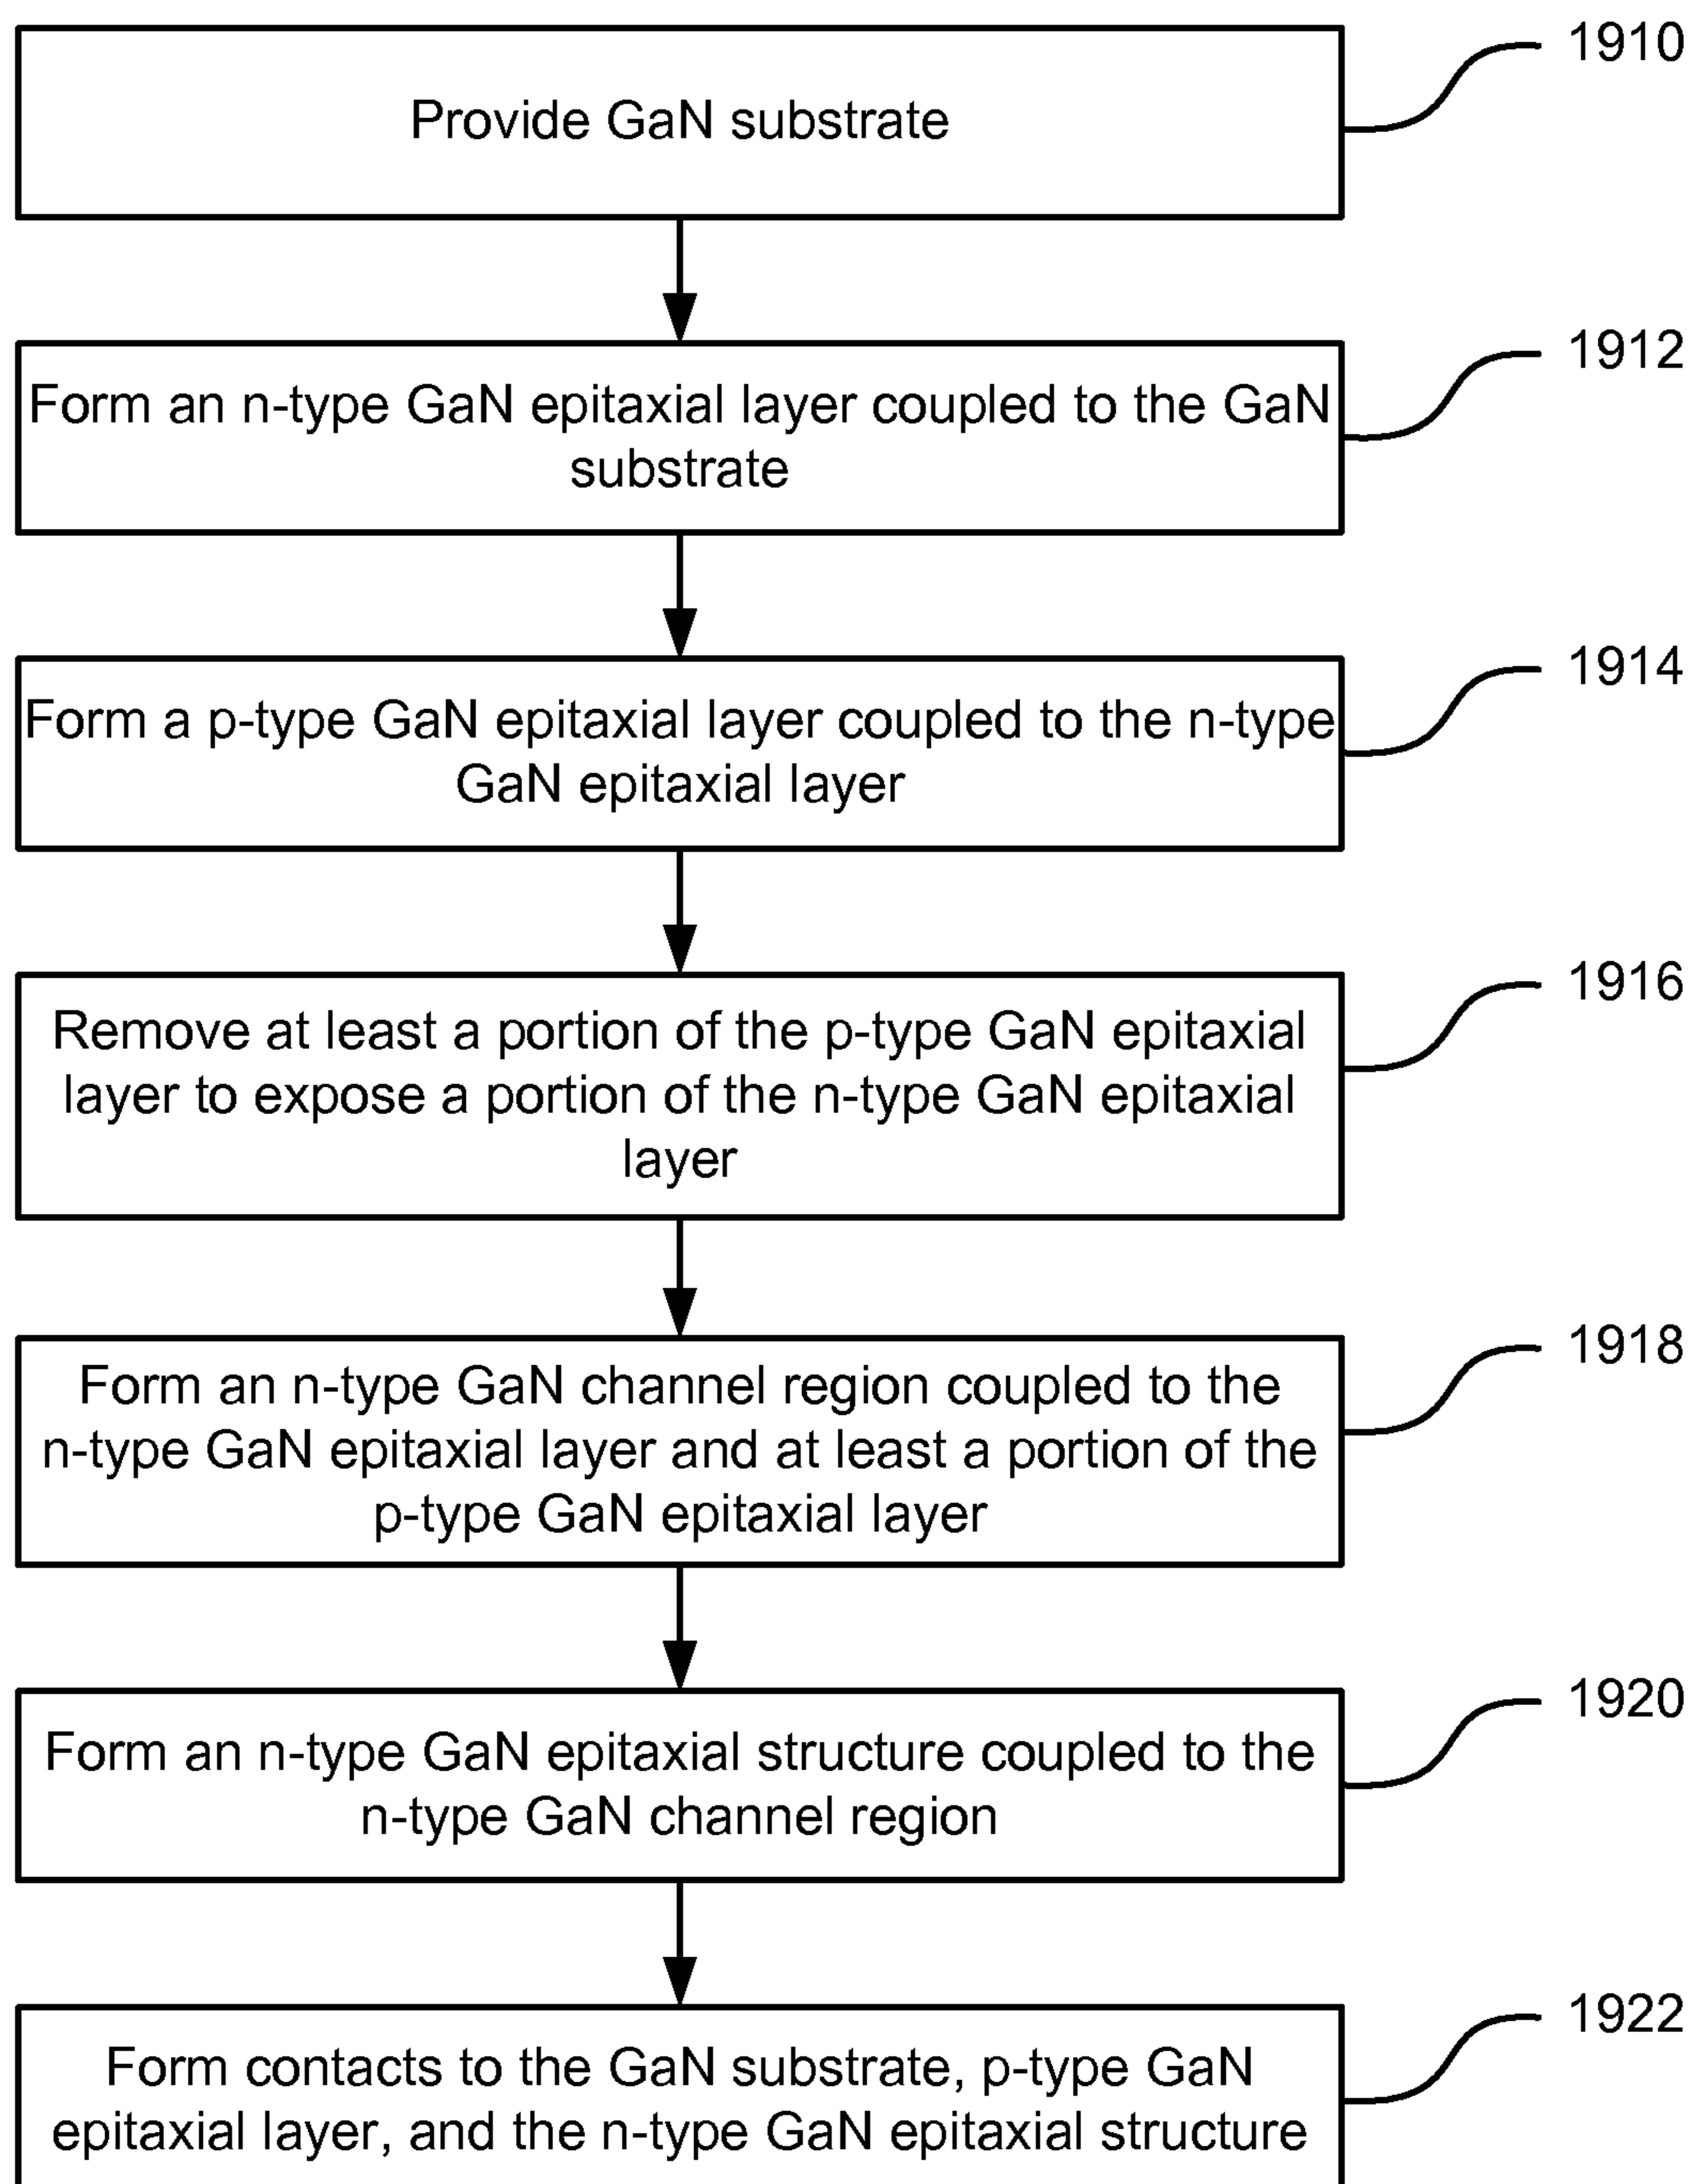 1910
Provide GaN substrate
1912
Form an n-type GaN epitaxial layer coupled to the GaN
substrate
1914
Form a p-type GaN epitaxial layer coupled to the n-type
GaN epitaxial layer
1916
Remove at least a portion of the p-type GaN epitaxial
layer to expose a portion of the n-type GaN epitaxial
layer
1918
Form an n-type GaN channel region coupled to the
n-type GaN epitaxial layer and at least a portion of the
p-type GaN epitaxial layer
1920
Form an n-type GaN epitaxial structure coupled to the
n-type GaN channel region
1922
Form contacts to the GaN substrate, p-type GaN
epitaxial layer, and the n-type GaN epitaxial structure